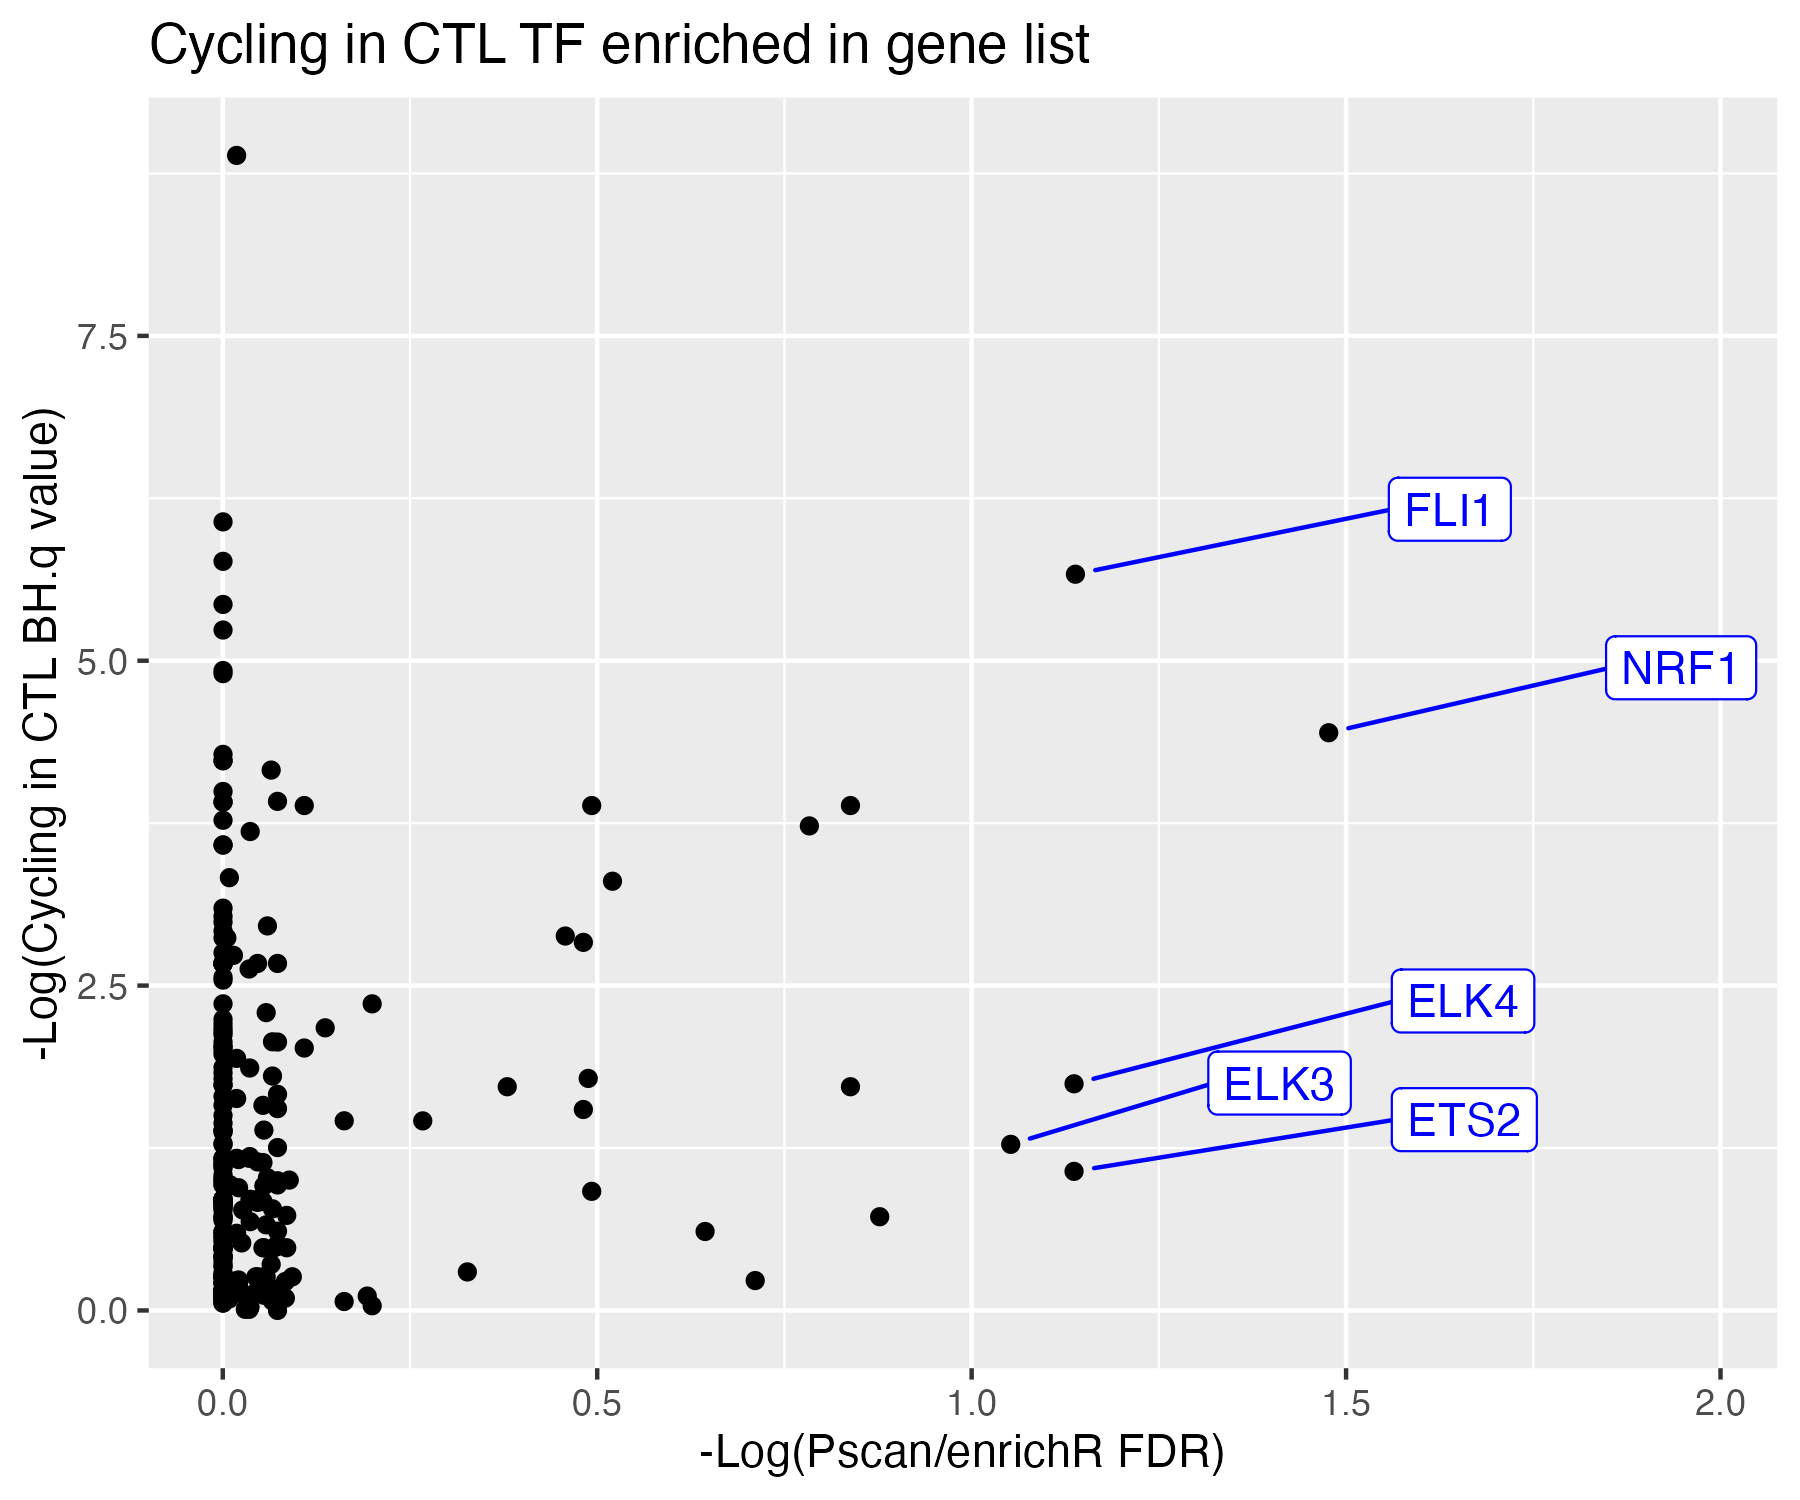 Cycling in CTL TF enriched in gene list
-Log(Cycling in CTL BH.q value)
7.5
5.0
2.5
0.0
FLI1
NRF1
ELK4
ELK3
ETS2
0.0 0.5 1.0 1.5 2.0
-Log(Pscan/enrichR FDR)